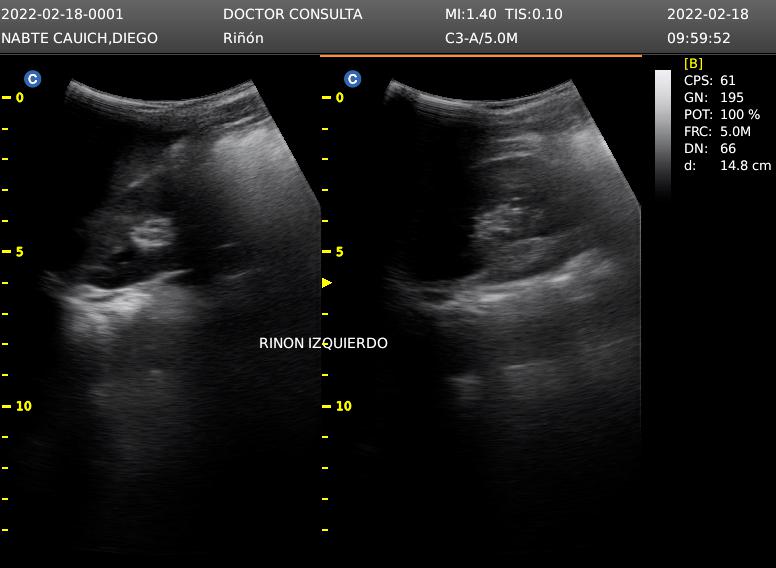 2022-02-18-0001 DOCTOR CONSULTA MI:1.40 TIS:0.10 2022-02-18
NABTE CAUICH,DIEGO Riñón C3-A/5.0M 09:59:52
C
C
[B]
CPS: 61
GN: 195
POT: 100 %
FRC: 5.0M
DN: 66
d: 14.8 cm
0
0
5
5
RINON IZQUIERDO
10
10